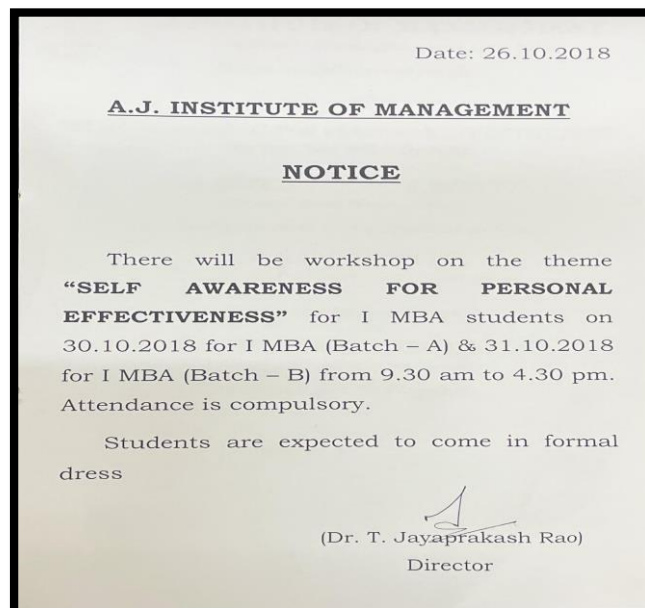 Date: 26.10.2018
A.J. INSTITUTE OF MANAGEMENT
NOTICE
There will be workshop on the theme
“SELF AWARENESS FOR PERSONAL
EFFECTIVENESS” for I MBA students on
30.10.2018 for I MBA (Batch – A) & 31.10.2018
for I MBA (Batch – B) from 9.30 am to 4.30 pm.
Attendance is compulsory.
Students are expected to come in formal
dress
(Dr. T. Jayaprakash Rao)
Director